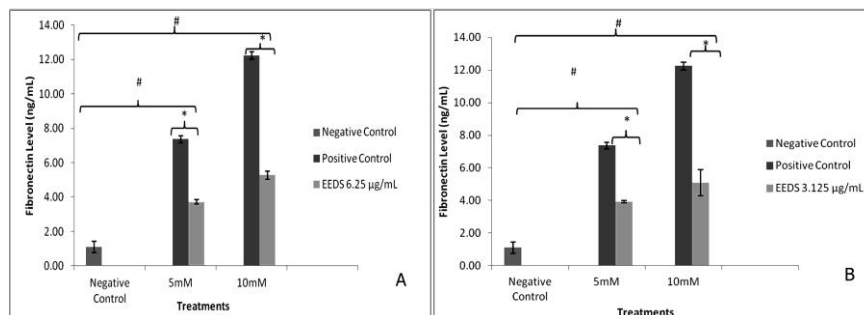 #
14.00
*
12.00
10.00
#
8.00
*
6.00
4.00
2.00
0.00
Fibronectin Level (ng/mL)
Negative Control
Positive Control
EEDS 6.25 µg/mL
Negative
Control
5mM
10mM
Treatments
A
#
14.00
*
12.00
#
10.00
8.00
*
6.00
4.00
2.00
0.00
Fibronectin Level (ng/mL)
Negative Control
Positive Control
EEDS 3.125 µg/mL
Negative
Control
5mM
10mM
Treatments
B